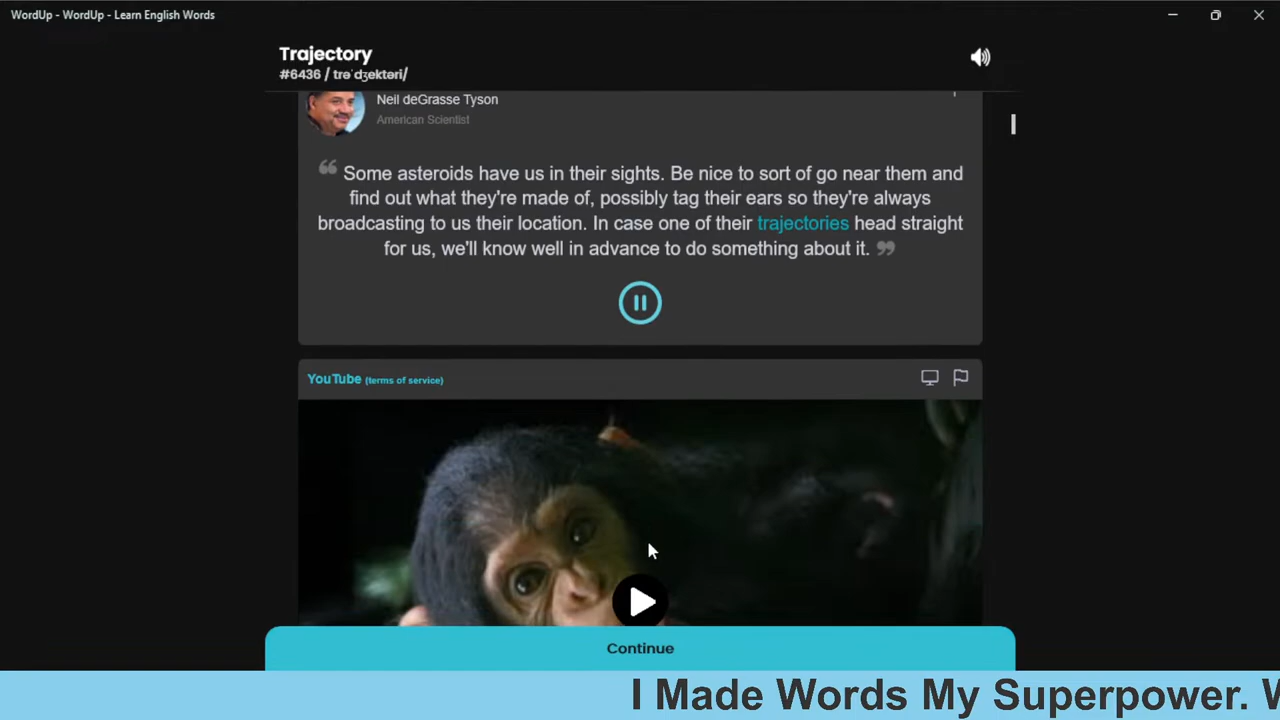 WordUp - WordUp - Learn English Words
Trajectory
#6436 / trəˈdʒektəri/
Neil deGrasse Tyson
American Scientist
❝ Some asteroids have us in their sights. Be nice to sort of go near them and
find out what they're made of, possibly tag their ears so they're always
broadcasting to us their location. In case one of their trajectories head straight
for us, we'll know well in advance to do something about it. ❞
YouTube (terms of service)
Continue
I Made Words My Superpower. W